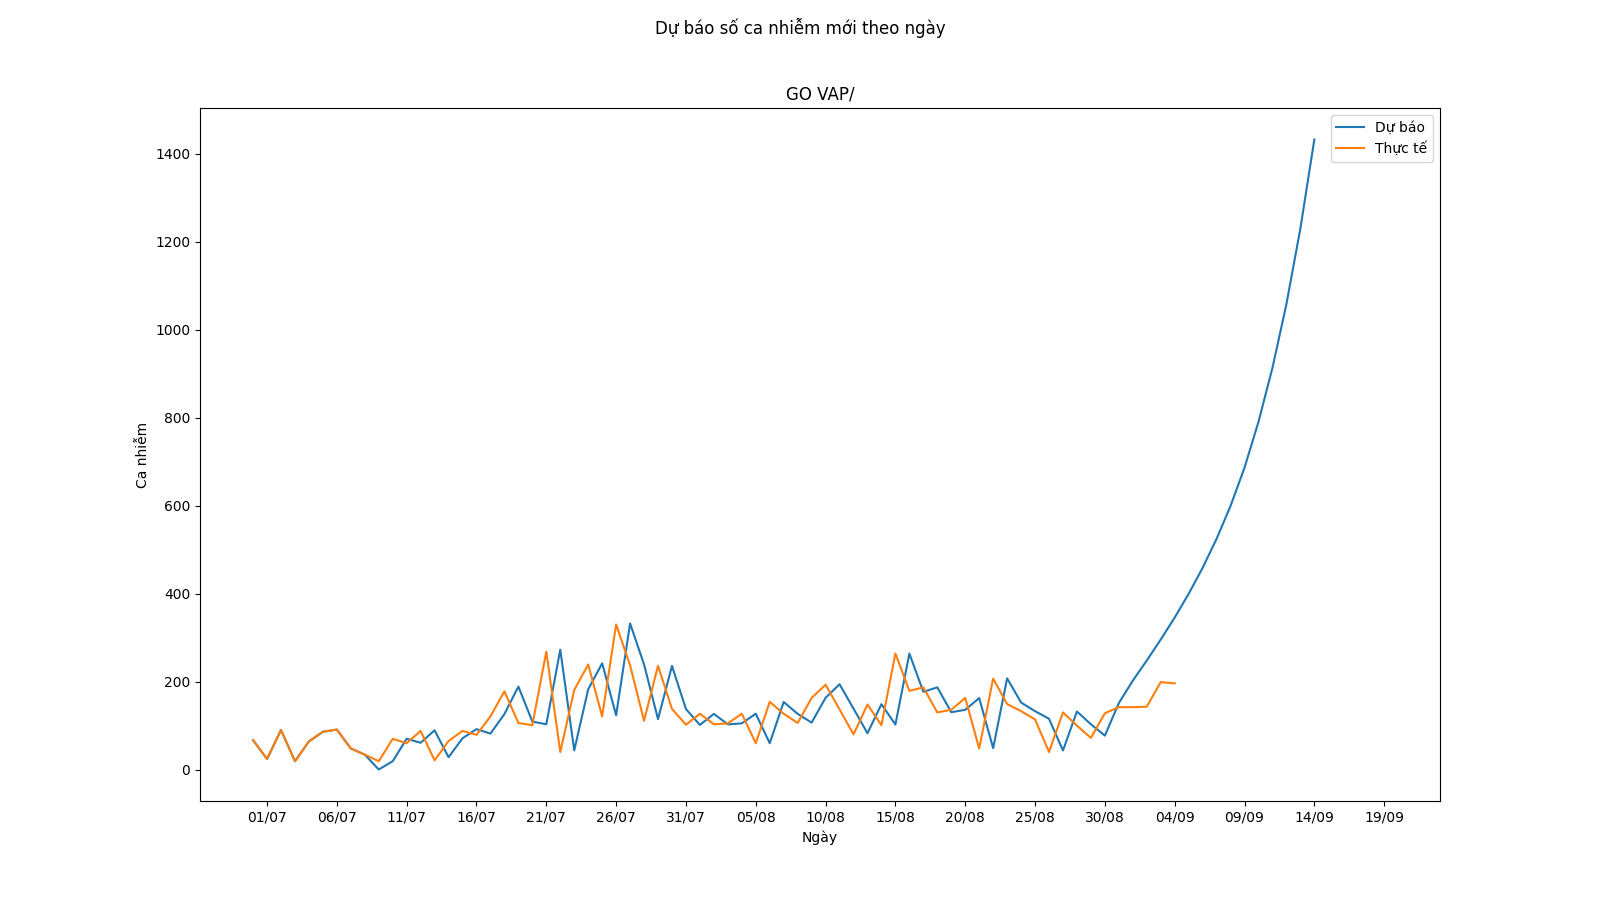 Dự báo số ca nhiễm mới theo ngày
GO VAP/
Dự báo
Thực tế
1400
1200
1000
800
600
400
200
0
Ca nhiễm
01/07 06/07 11/07 16/07 21/07 26/07 31/07 05/08 10/08 15/08 20/08 25/08 30/08 04/09 09/09 14/09 19/09
Ngày